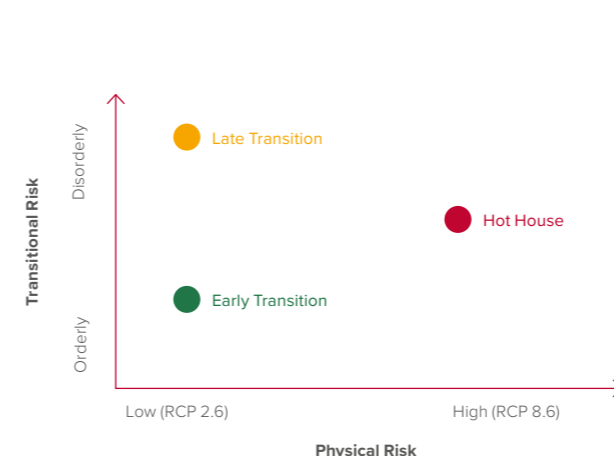 Transitional Risk
Disorderly
Orderly
Late Transition
Hot House
Early Transition
Low (RCP 2.6)
High (RCP 8.6)
Physical Risk